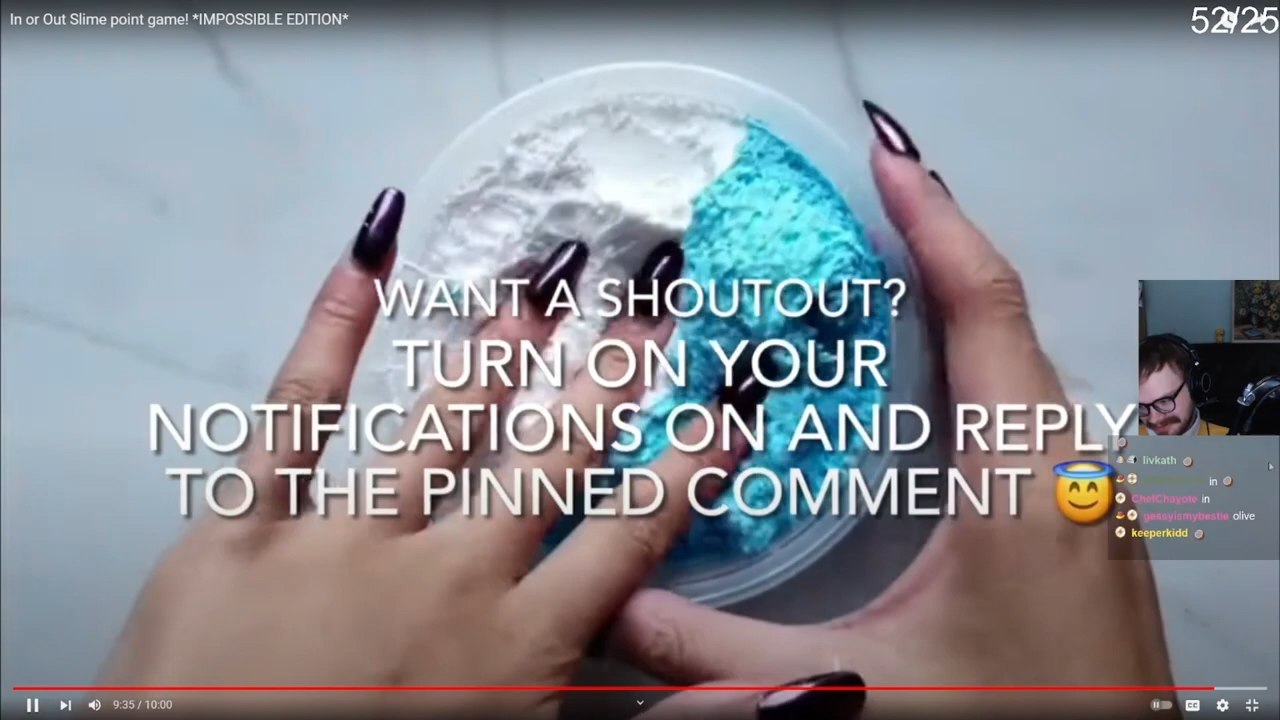 In or Out Slime point game! *IMPOSSIBLE EDITION*
52/25
WANT A SHOUTOUT?
TURN ON YOUR
NOTIFICATIONS ON AND REPLY
TO THE PINNED COMMENT 😇
livkath
in
ChefChayote in
gassyismybestie olive
keeperkidd
9:35 / 10:00
CC